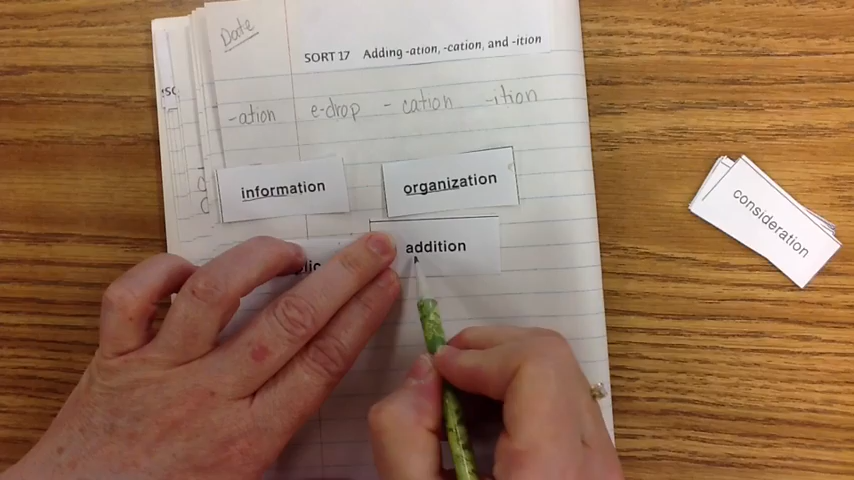 Date
SORT 17 Adding -ation, -cation, and -ition
-ation e-drop -cation -ition
information organization
addition
consideration